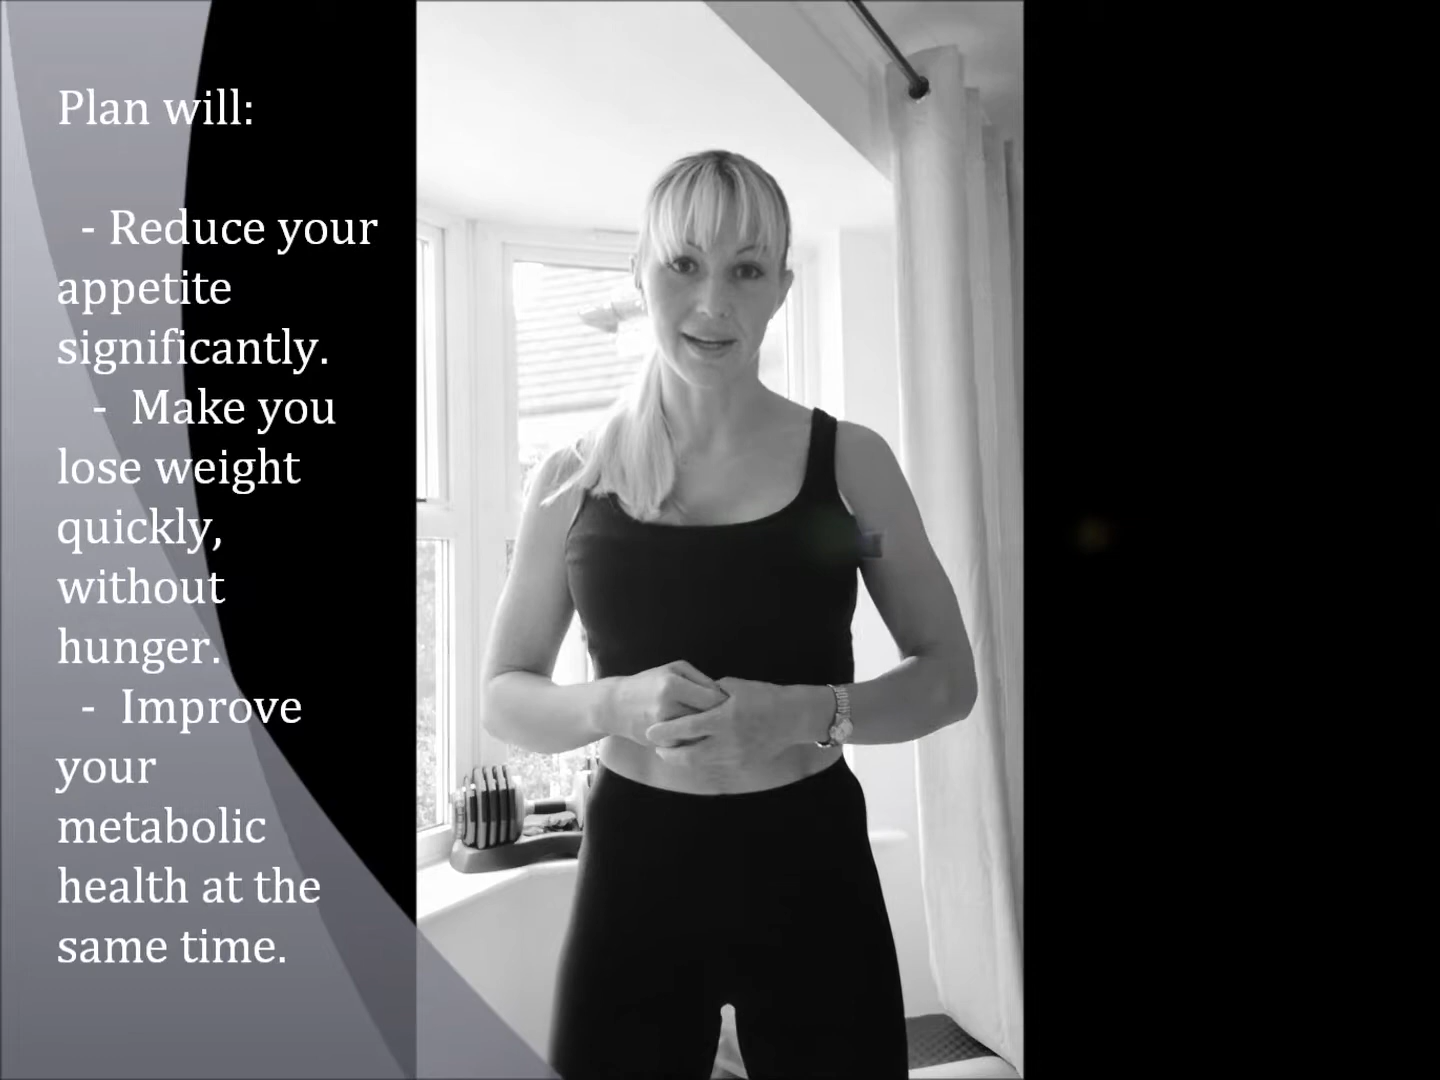 Plan will:
- Reduce your
appetite
significantly.
- Make you
lose weight
quickly,
without
hunger.
- Improve
your
metabolic
health at the
same time.